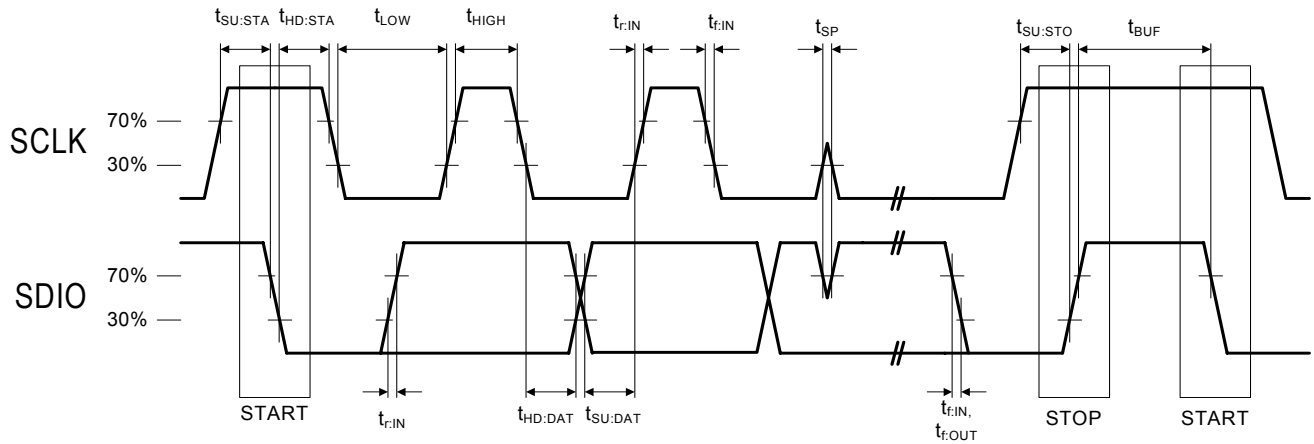 tSU:STA tHD:STA tLOW tHIGH tr:IN tf:IN tSP tSU:STO tBUF
SCLK
70%
30%
SDIO
70%
30%
START
tr:IN
tHD:DAT tSU:DAT
tf:IN,
tf:OUT
STOP
START